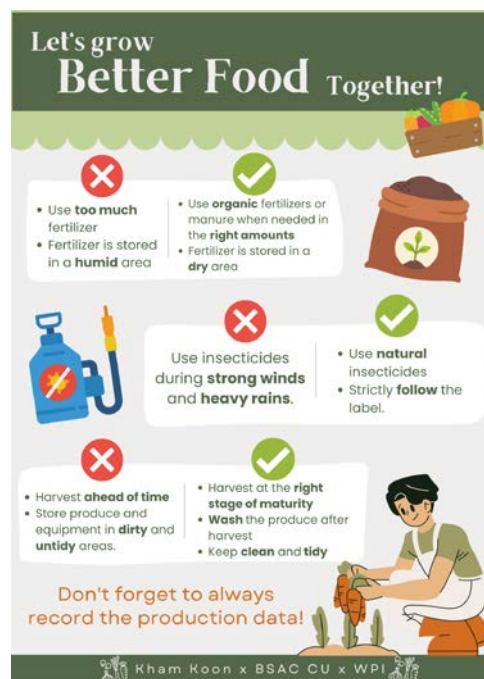 Let's grow
Better Food Together!
• Use too much
fertilizer
• Fertilizer is stored
in a humid area
• Use organic fertilizers or
manure when needed in
the right amounts
• Fertilizer is stored in a
dry area
Use insecticides
during strong winds
and heavy rains.
• Use natural
insecticides
• Strictly follow the
label.
• Harvest ahead of time
• Store produce and
equipment in dirty and
untidy areas.
• Harvest at the right
stage of maturity
• Wash the produce after
harvest
• Keep clean and tidy
Don't forget to always
record the production data!
Kham Koon x BSAC CU x WPI